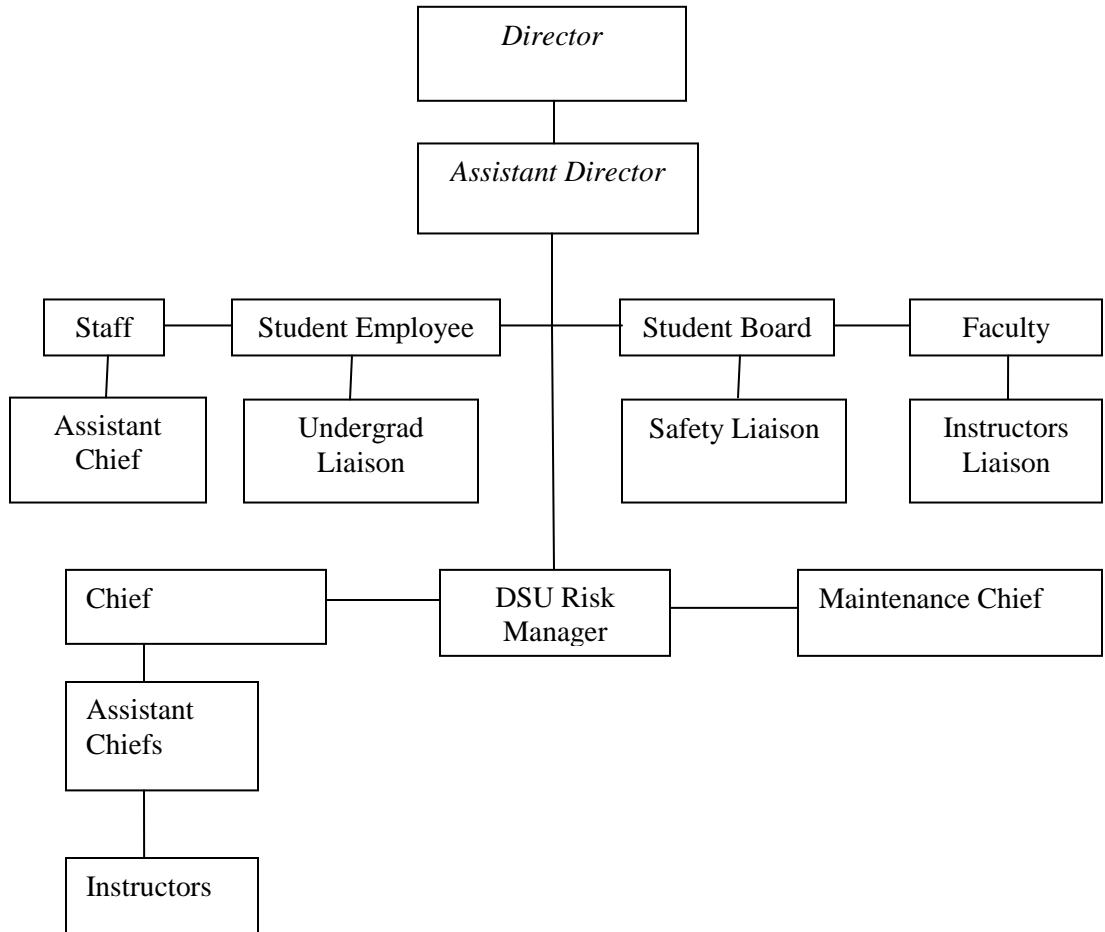 Director
Assistant Director
Staff
Student Employee
Student Board
Faculty
Assistant
Chief
Undergrad
Liaison
Safety Liaison
Instructors
Liaison
Chief
DSU Risk
Manager
Maintenance Chief
Assistant
Chiefs
Instructors